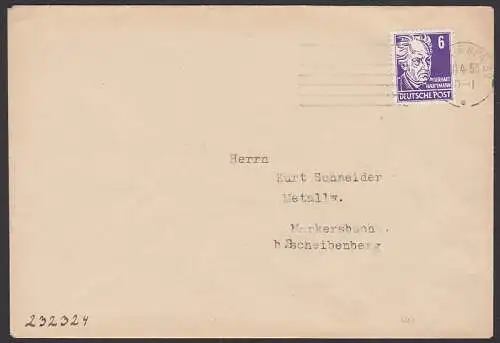 6
GERHART
HAUPTMANN
DEUTSCHE POST
Herrn
Kurt Schneider
Metallw.
Markersbach
b Scheibenberg
232324